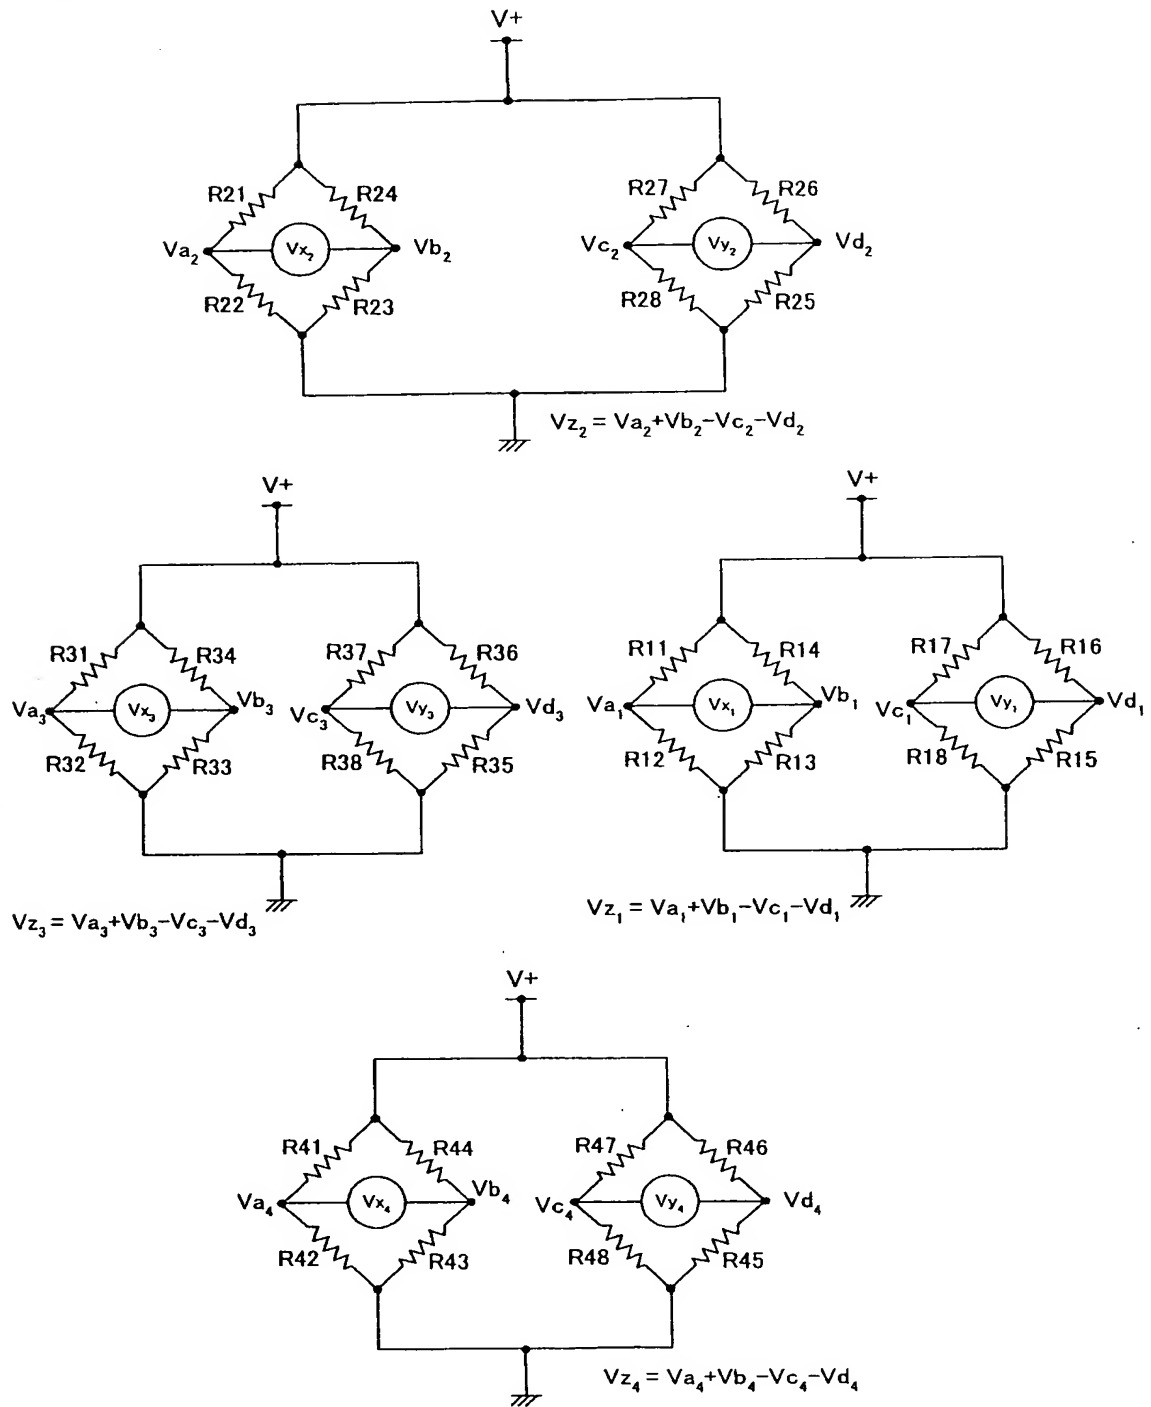 V+
R21 R24 R27 R26
Va₂ Vx₂ Vb₂ Vc₂ Vy₂ Vd₂
R22 R23 R28 R25
Vz₂ = Va₂+Vb₂−Vc₂−Vd₂
V+ V+
R31 R34 R37 R36 R11 R14 R17 R16
Va₃ Vx₃ Vb₃ Vc₃ Vy₃ Vd₃ Va₁ Vx₁ Vb₁ Vc₁ Vy₁ Vd₁
R32 R33 R38 R35 R12 R13 R18 R15
Vz₃ = Va₃+Vb₃−Vc₃−Vd₃ Vz₁ = Va₁+Vb₁−Vc₁−Vd₁
V+
R41 R44 R47 R46
Va₄ Vx₄ Vb₄ Vc₄ Vy₄ Vd₄
R42 R43 R48 R45
Vz₄ = Va₄+Vb₄−Vc₄−Vd₄